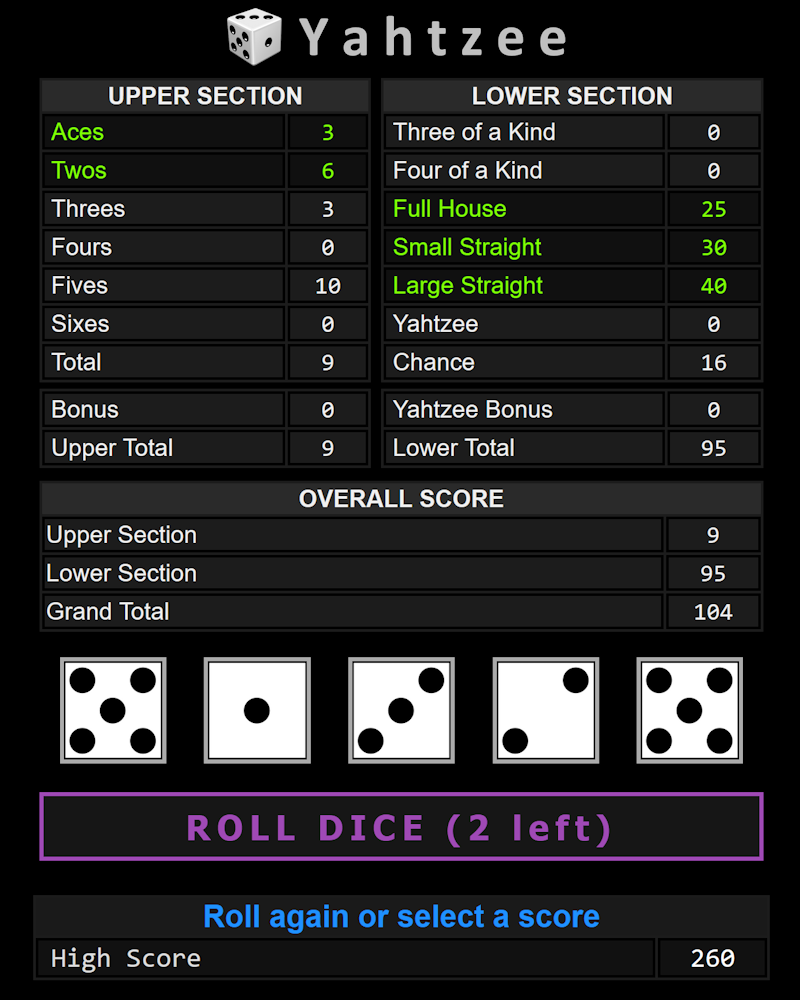 Yahtzee
UPPER SECTION
Aces 3
Twos 6
Threes 3
Fours 0
Fives 10
Sixes 0
Total 9
Bonus 0
Upper Total 9
LOWER SECTION
Three of a Kind 0
Four of a Kind 0
Full House 25
Small Straight 30
Large Straight 40
Yahtzee 0
Chance 16
Yahtzee Bonus 0
Lower Total 95
OVERALL SCORE
Upper Section 9
Lower Section 95
Grand Total 104
ROLL DICE (2 left)
Roll again or select a score
High Score 260